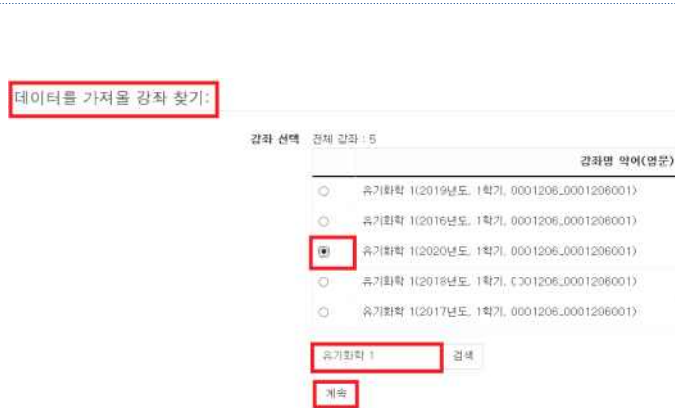 데이터를 가져올 강좌 찾기:
강좌 선택 전체 강좌 : 5
강좌명 약어(영문)
유기화학 1(2019년도, 1학기, 0001206_0001206001)
유기화학 1(2016년도, 1학기, 0001206_0001206001)
유기화학 1(2020년도, 1학기, 0001206_0001206001)
유기화학 1(2018년도, 1학기, 0001206_0001206001)
유기화학 1(2017년도, 1학기, 0001206_0001206001)
유기화학 1 검색
계속